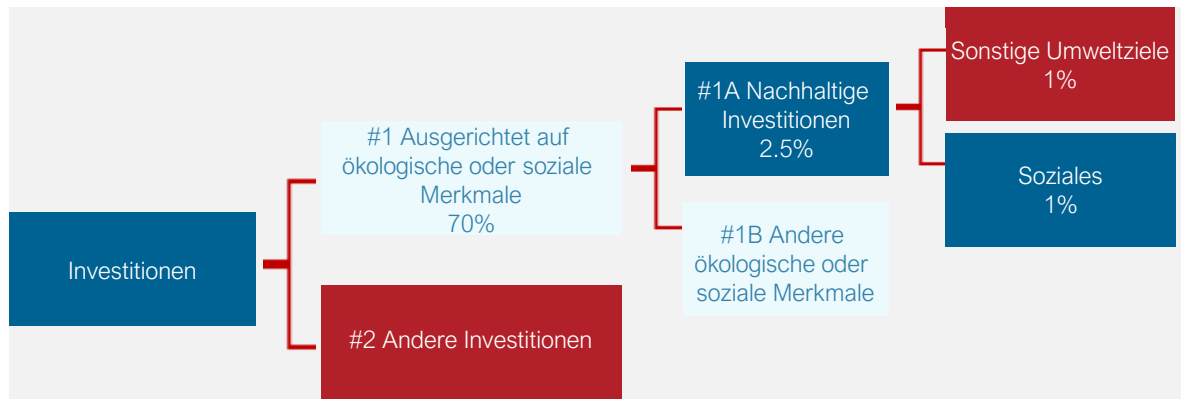 Investitionen
#1 Ausgerichtet auf
ökologische oder soziale
Merkmale
70%
#2 Andere Investitionen
#1A Nachhaltige
Investitionen
2.5%
#1B Andere
ökologische oder
soziale Merkmale
Sonstige Umweltziele
1%
Soziales
1%